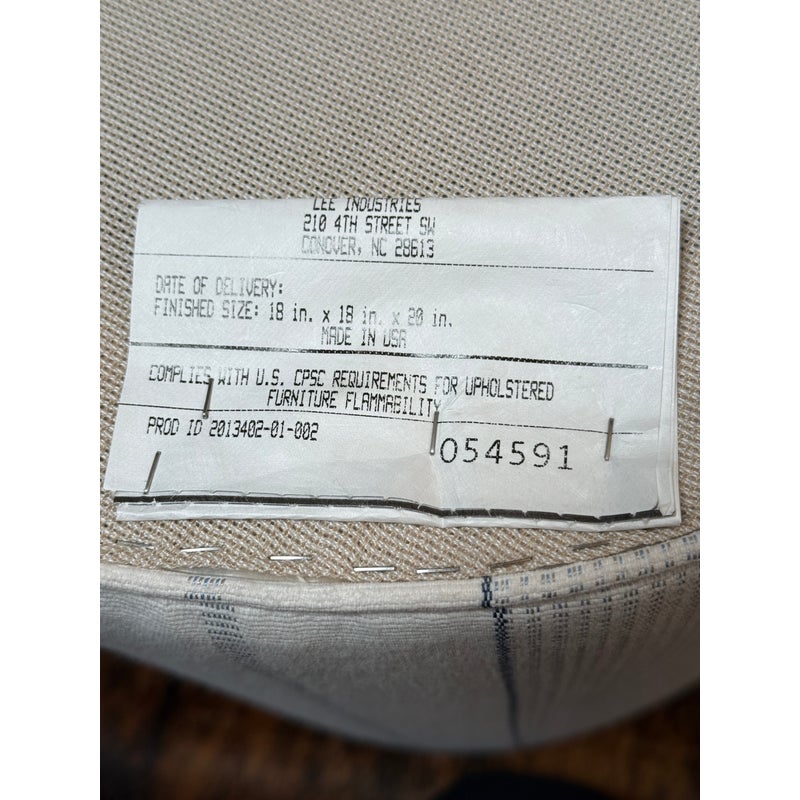 LEE INDUSTRIES
210 4TH STREET SW
CONOVER, NC 28613
DATE OF DELIVERY:
FINISHED SIZE: 18 in. x 18 in. x 20 in.
MADE IN USA
COMPLIES WITH U.S. CPSC REQUIREMENTS FOR UPHOLSTERED
FURNITURE FLAMMABILITY
PROD ID 2013402-01-002
054591